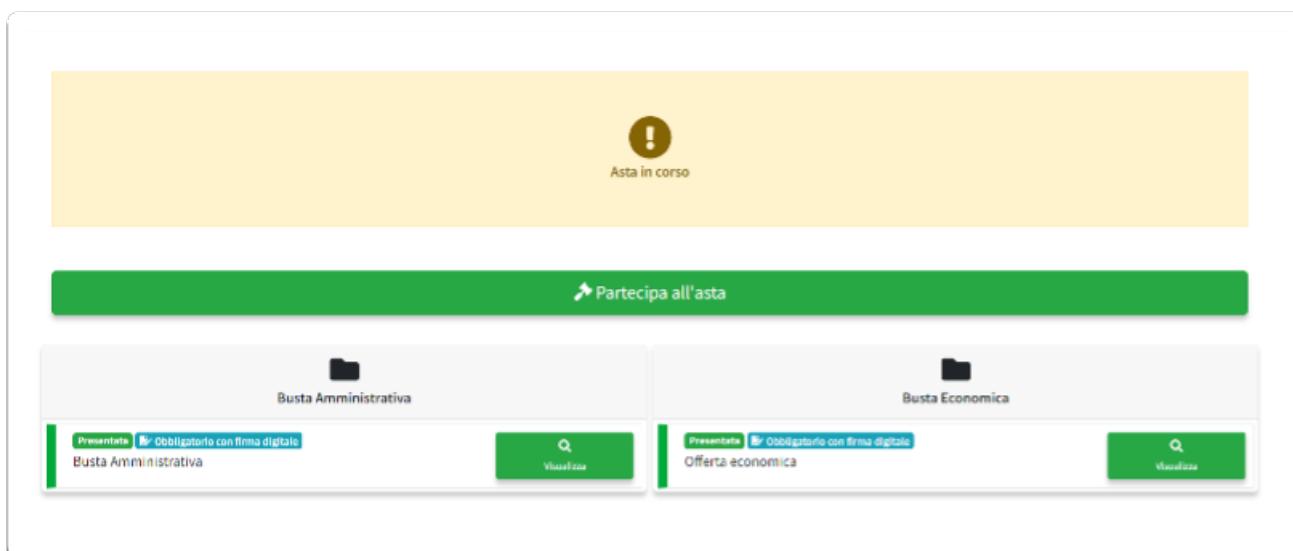 Asta in corso
Partecipa all'asta
Busta Amministrativa
Presentata Obbligatorio con firma digitale
Busta Amministrativa
Visualizza
Busta Economica
Presentata Obbligatorio con firma digitale
Offerta economica
Visualizza